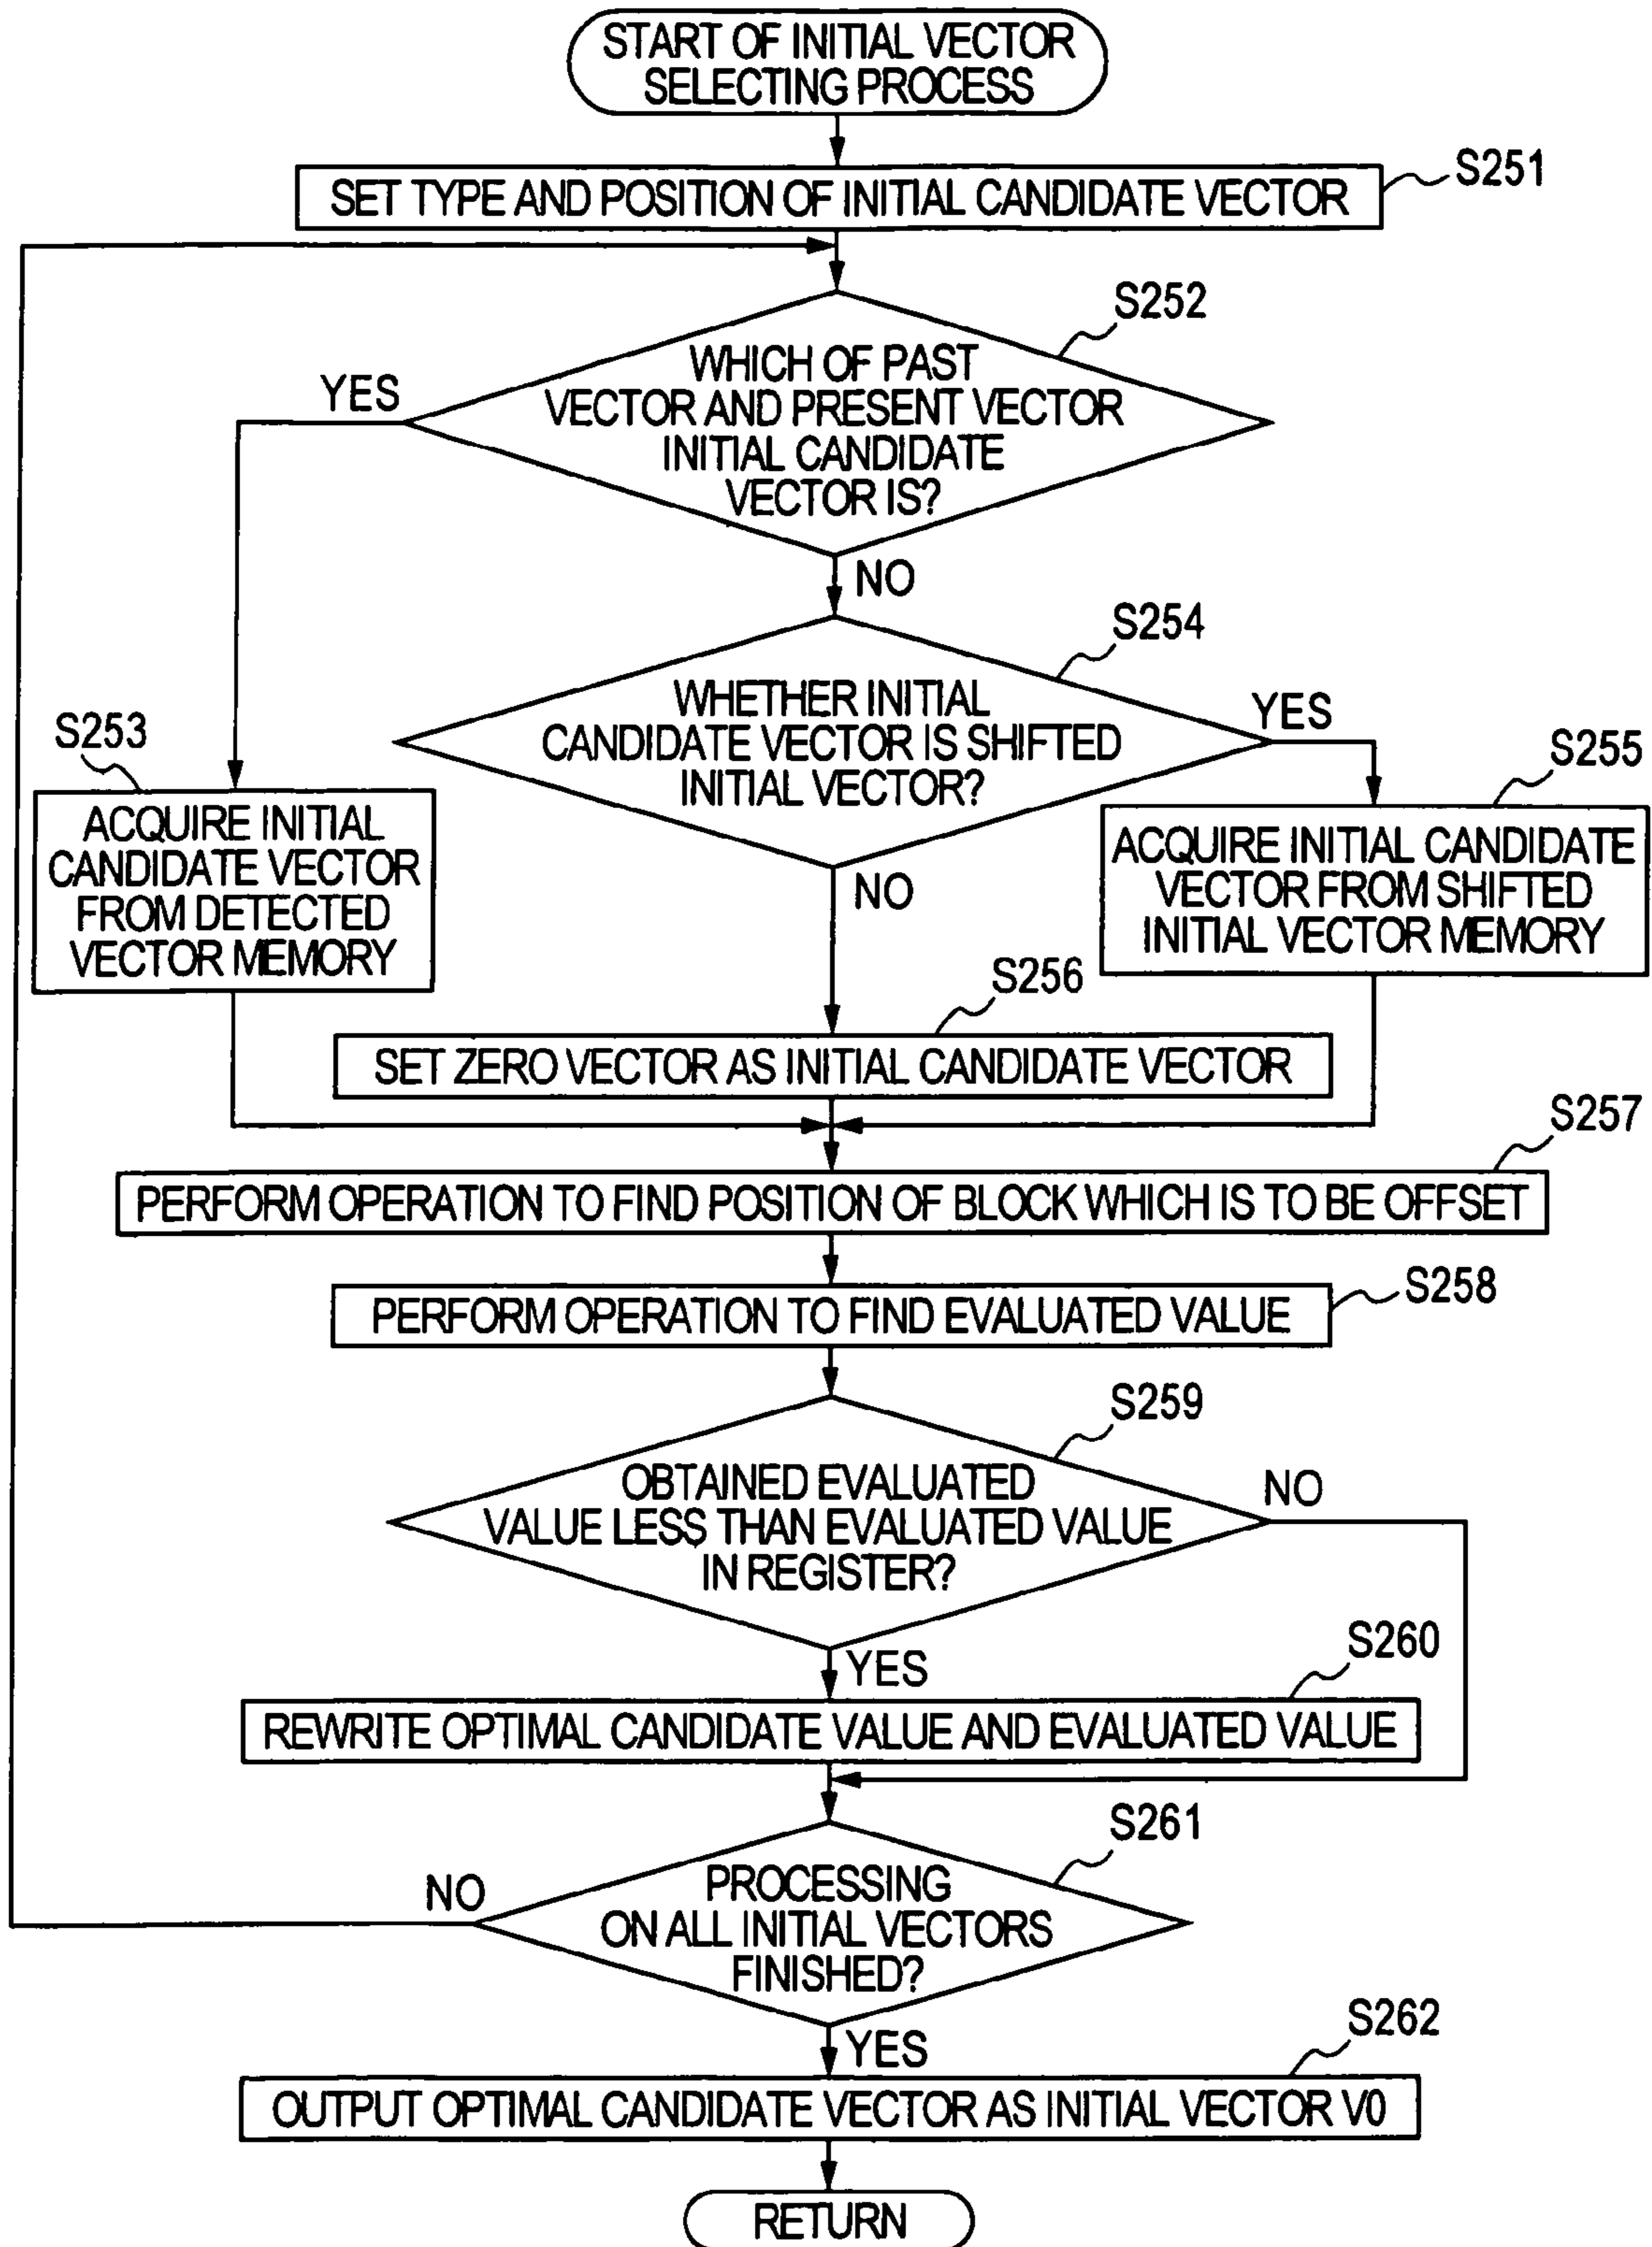 START OF INITIAL VECTOR
SELECTING PROCESS
S251
SET TYPE AND POSITION OF INITIAL CANDIDATE VECTOR
S252
WHICH OF PAST
VECTOR AND PRESENT VECTOR
INITIAL CANDIDATE
VECTOR IS?
YES
NO
S254
WHETHER INITIAL
CANDIDATE VECTOR IS SHIFTED
INITIAL VECTOR?
YES
NO
S253
ACQUIRE INITIAL
CANDIDATE VECTOR
FROM DETECTED
VECTOR MEMORY
S255
ACQUIRE INITIAL CANDIDATE
VECTOR FROM SHIFTED
INITIAL VECTOR MEMORY
S256
SET ZERO VECTOR AS INITIAL CANDIDATE VECTOR
S257
PERFORM OPERATION TO FIND POSITION OF BLOCK WHICH IS TO BE OFFSET
S258
PERFORM OPERATION TO FIND EVALUATED VALUE
S259
OBTAINED EVALUATED
VALUE LESS THAN EVALUATED VALUE
IN REGISTER?
NO
YES
S260
REWRITE OPTIMAL CANDIDATE VALUE AND EVALUATED VALUE
S261
PROCESSING
ON ALL INITIAL VECTORS
FINISHED?
NO
YES
S262
OUTPUT OPTIMAL CANDIDATE VECTOR AS INITIAL VECTOR V0
RETURN